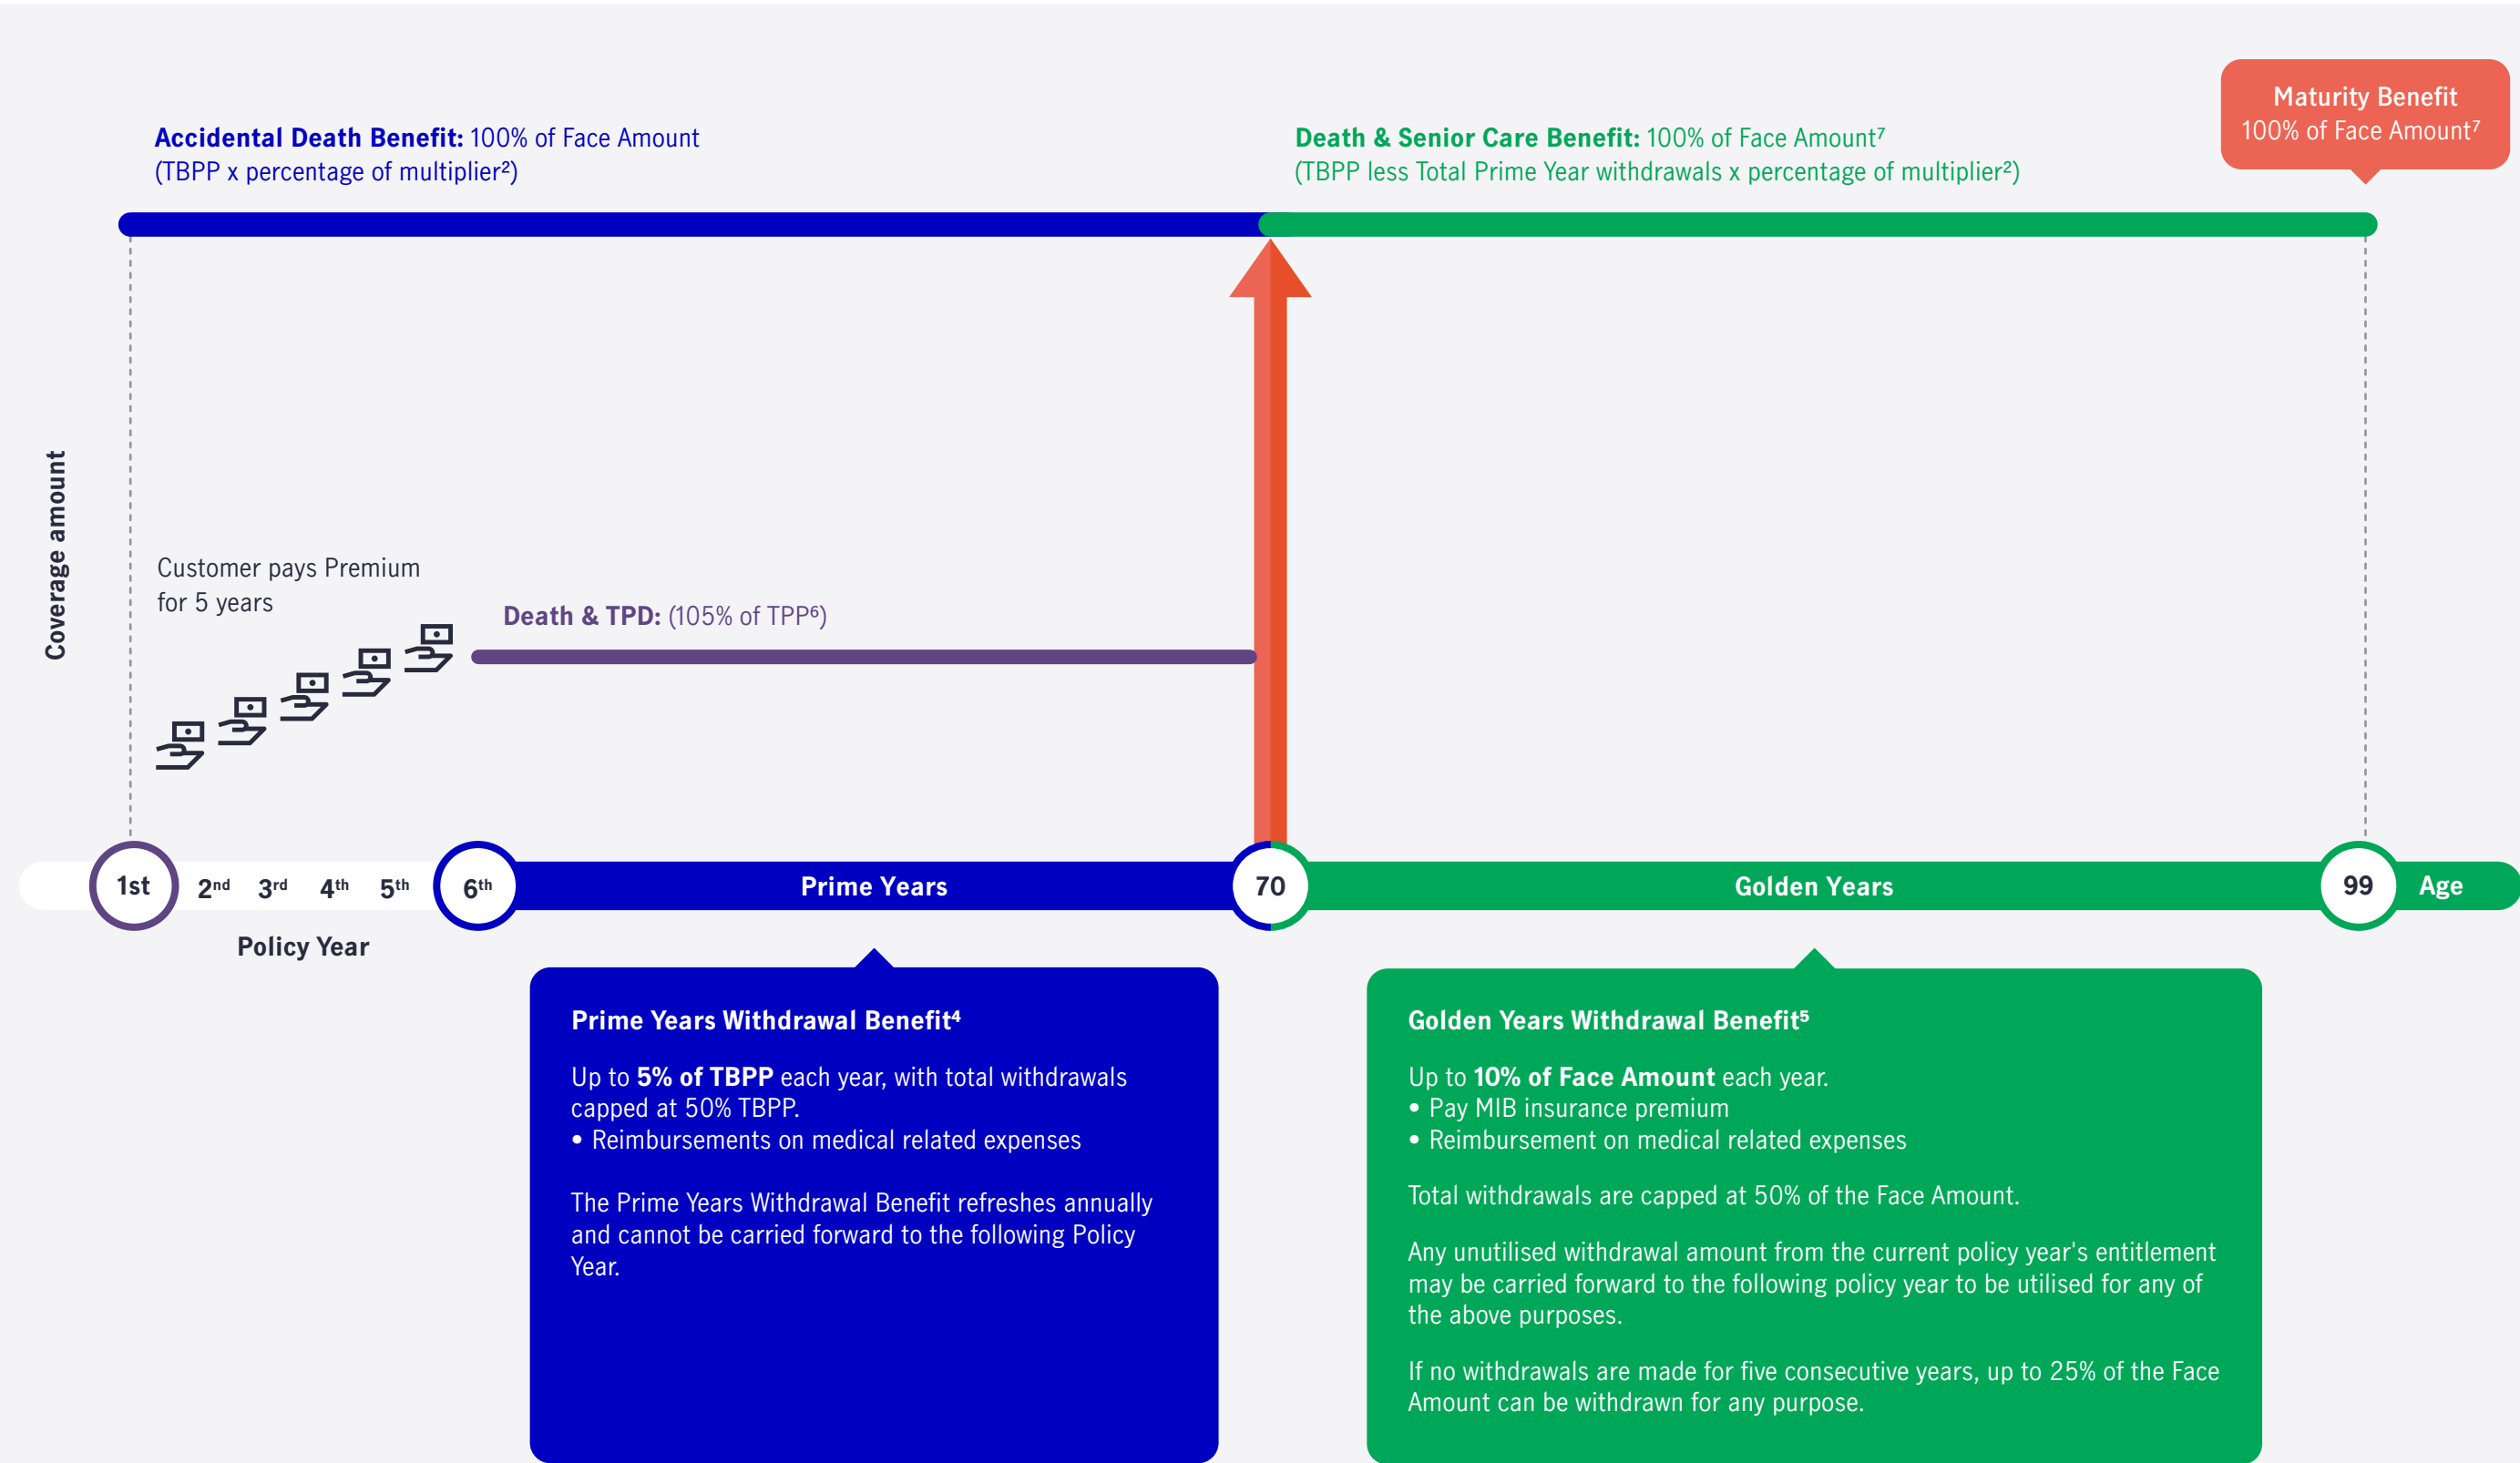 Maturity Benefit
100% of Face Amount⁷
Accidental Death Benefit: 100% of Face Amount
(TBPP x percentage of multiplier²)
Death & Senior Care Benefit: 100% of Face Amount⁷
(TBPP less Total Prime Year withdrawals x percentage of multiplier²)
Coverage amount
Customer pays Premium
for 5 years
Death & TPD: (105% of TPP⁶)
1st 2nd 3rd 4th 5th 6th Prime Years 70 Golden Years 99 Age
Policy Year
Prime Years Withdrawal Benefit⁴
Up to 5% of TBPP each year, with total withdrawals
capped at 50% TBPP.
• Reimbursements on medical related expenses
The Prime Years Withdrawal Benefit refreshes annually
and cannot be carried forward to the following Policy
Year.
Golden Years Withdrawal Benefit⁵
Up to 10% of Face Amount each year.
• Pay MIB insurance premium
• Reimbursement on medical related expenses
Total withdrawals are capped at 50% of the Face Amount.
Any unutilised withdrawal amount from the current policy year's entitlement
may be carried forward to the following policy year to be utilised for any of
the above purposes.
If no withdrawals are made for five consecutive years, up to 25% of the Face
Amount can be withdrawn for any purpose.